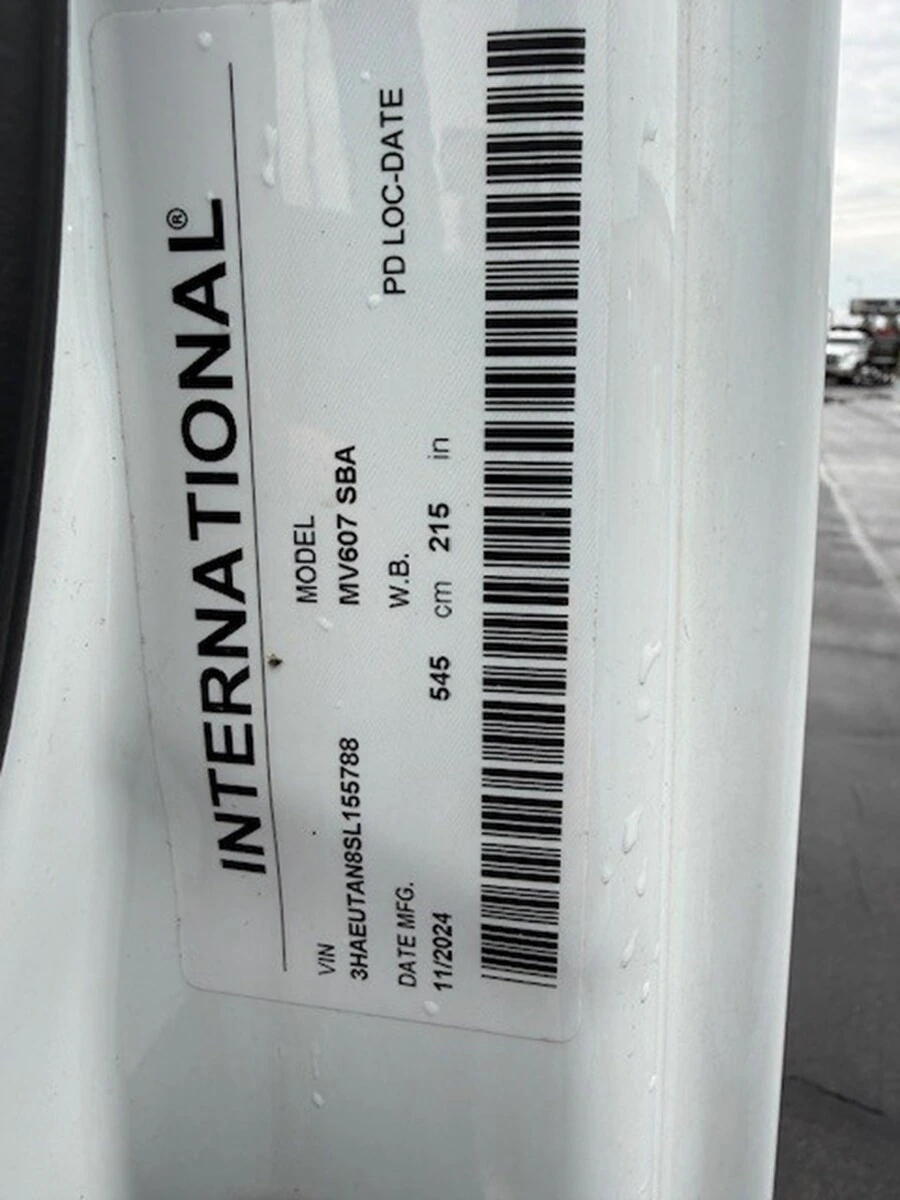 INTERNATIONAL®
VIN MODEL
3HAEUTAN8SL155788 MV607 SBA
DATE MFG. W.B. PD LOC-DATE
11/2024 545 cm 215 in